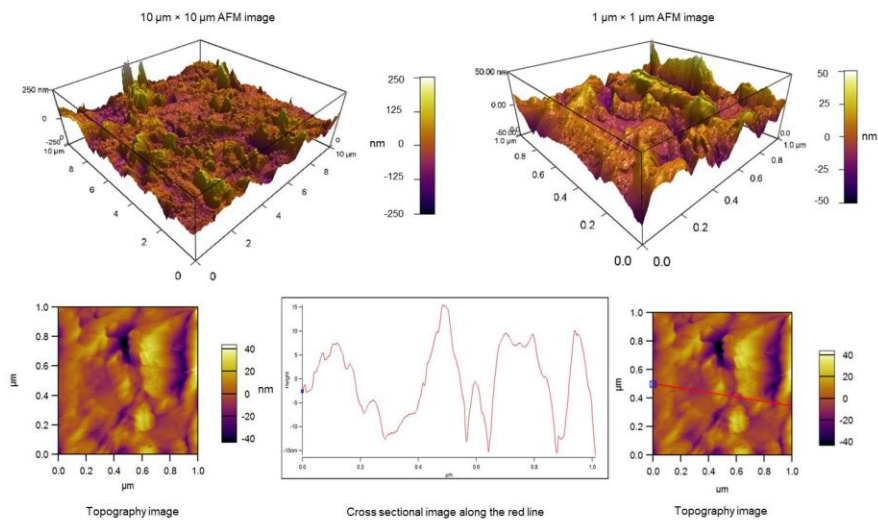 10 µm × 10 µm AFM image
1 µm × 1 µm AFM image
250 nm
0
-250
10 µm
8
6
4
2
0
0
2
4
6
8
0
10 µm
250
125
nm
0
-125
-250
50.00 nm
0.00
-50.00
0.0
1.0 µm
0.8
0.6
0.4
0.2
0.0
0.0
0.2
0.4
0.6
0.8
0.0
1.0 µm
50
25
nm
0
-25
-50
1.0
0.8
0.6
µm
0.4
0.2
0.0
0.0 0.2 0.4 0.6 0.8 1.0
µm
40
20
nm
0
-20
-40
Topography image
15
10
5
Height
0
-5
-10
-15nm
0.0 0.2 0.4 0.6 0.8 1.0
µm
Cross sectional image along the red line
1.0
0.8
0.6
µm
0.4
0.2
0.0
0.0 0.2 0.4 0.6 0.8 1.0
µm
40
20
0
-20
-40
Topography image